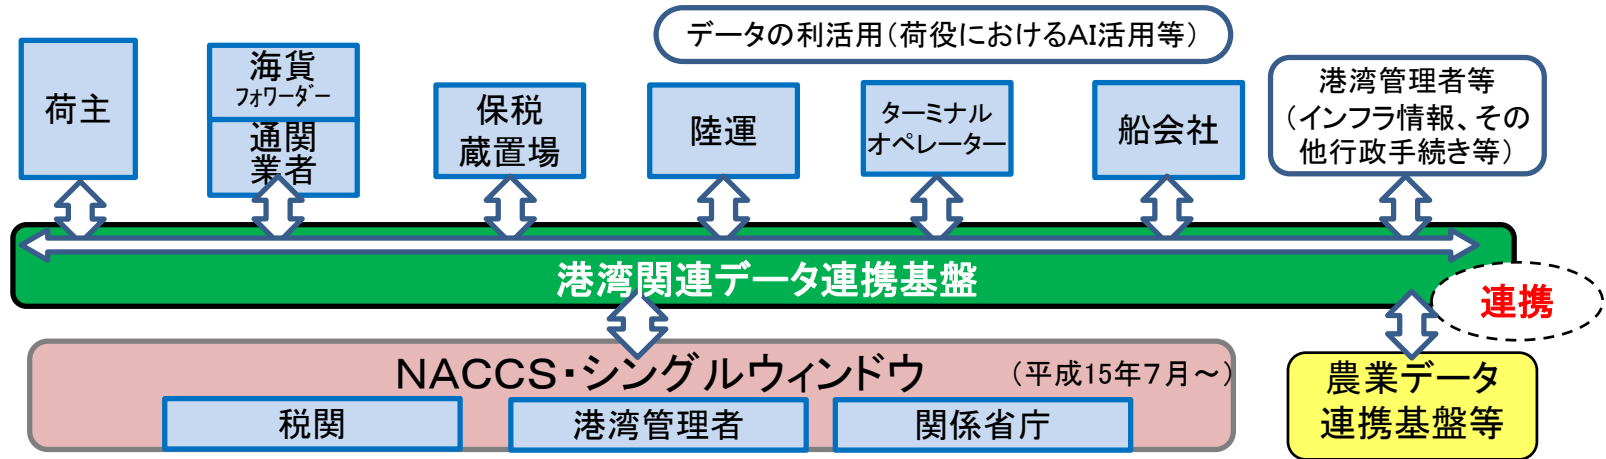 データの利活用(荷役におけるAI活用等)
荷主
海貨
フォワーダー
通関
業者
保税
蔵置場
陸運
ターミナル
オペレーター
船会社
港湾管理者等
(インフラ情報、その
他行政手続き等)
港湾関連データ連携基盤
連携
NACCS・シングルウィンドウ (平成15年7月~)
税関
港湾管理者
関係省庁
農業データ
連携基盤等